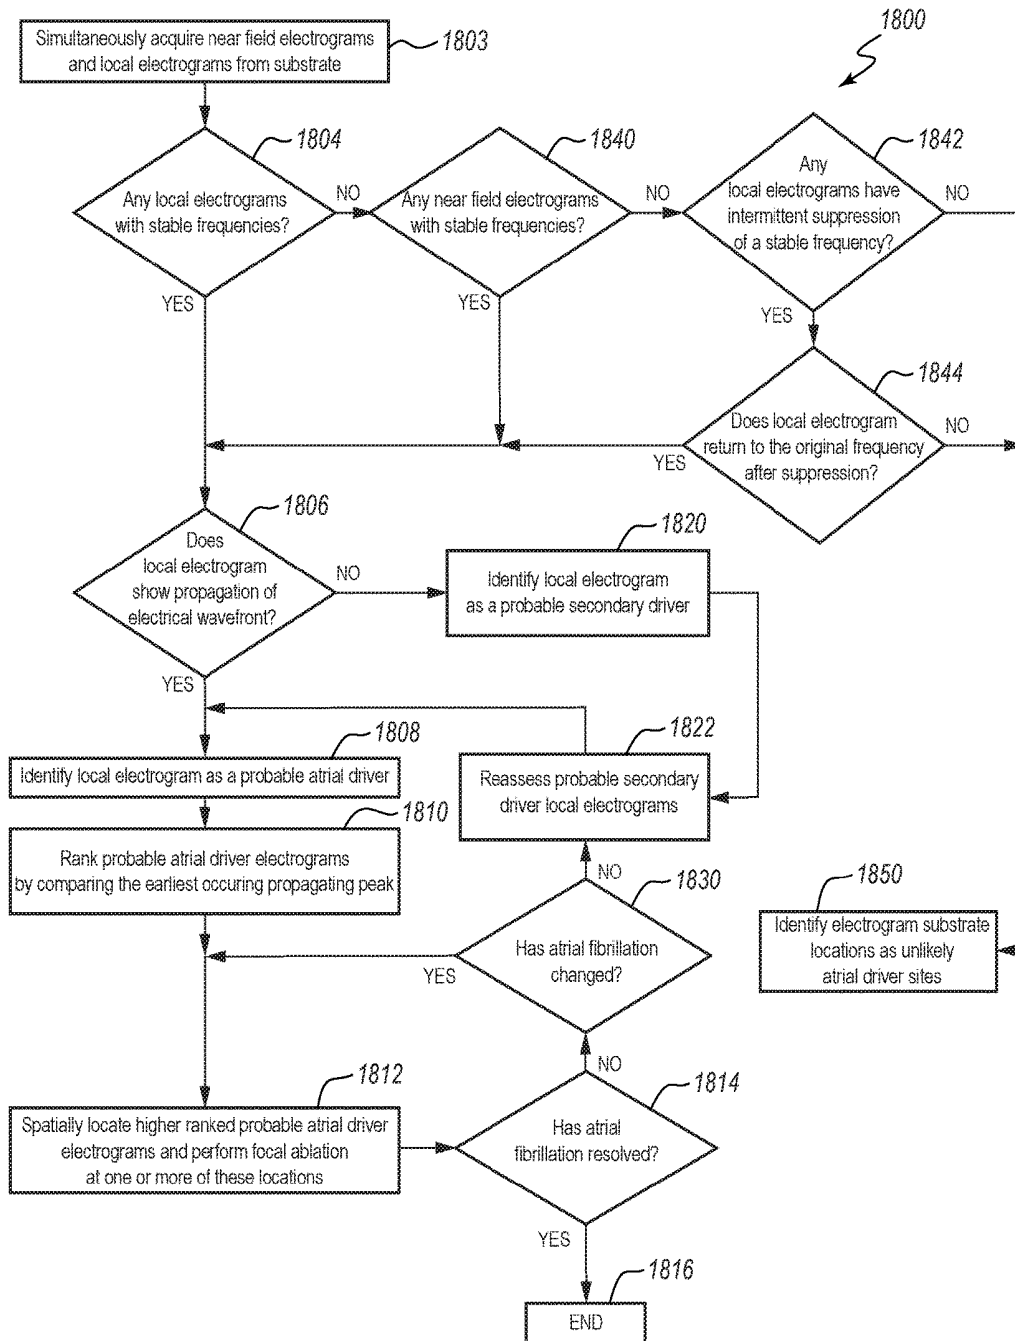 1800
Simultaneously acquire near field electrograms
and local electrograms from substrate
1803
1804
Any local electrograms
with stable frequencies?
NO
YES
1840
Any near field electrograms
with stable frequencies?
NO
YES
1842
Any
local electrograms have
intermittent suppression
of a stable frequency?
NO
YES
1844
Does local electrogram
return to the original frequency
after suppression?
NO
YES
1806
Does
local electrogram
show propagation of
electrical wavefront?
NO
YES
1820
Identify local electrogram
as a probable secondary driver
1808
Identify local electrogram as a probable atrial driver
1822
Reassess probable secondary
driver local electrograms
1810
Rank probable atrial driver electrograms
by comparing the earliest occuring propagating peak
NO
1830
Has atrial fibrillation
changed?
YES
1850
Identify electrogram substrate
locations as unlikely
atrial driver sites
1812
Spatially locate higher ranked probable atrial driver
electrograms and perform focal ablation
at one or more of these locations
NO
1814
Has atrial
fibrillation resolved?
YES
1816
END